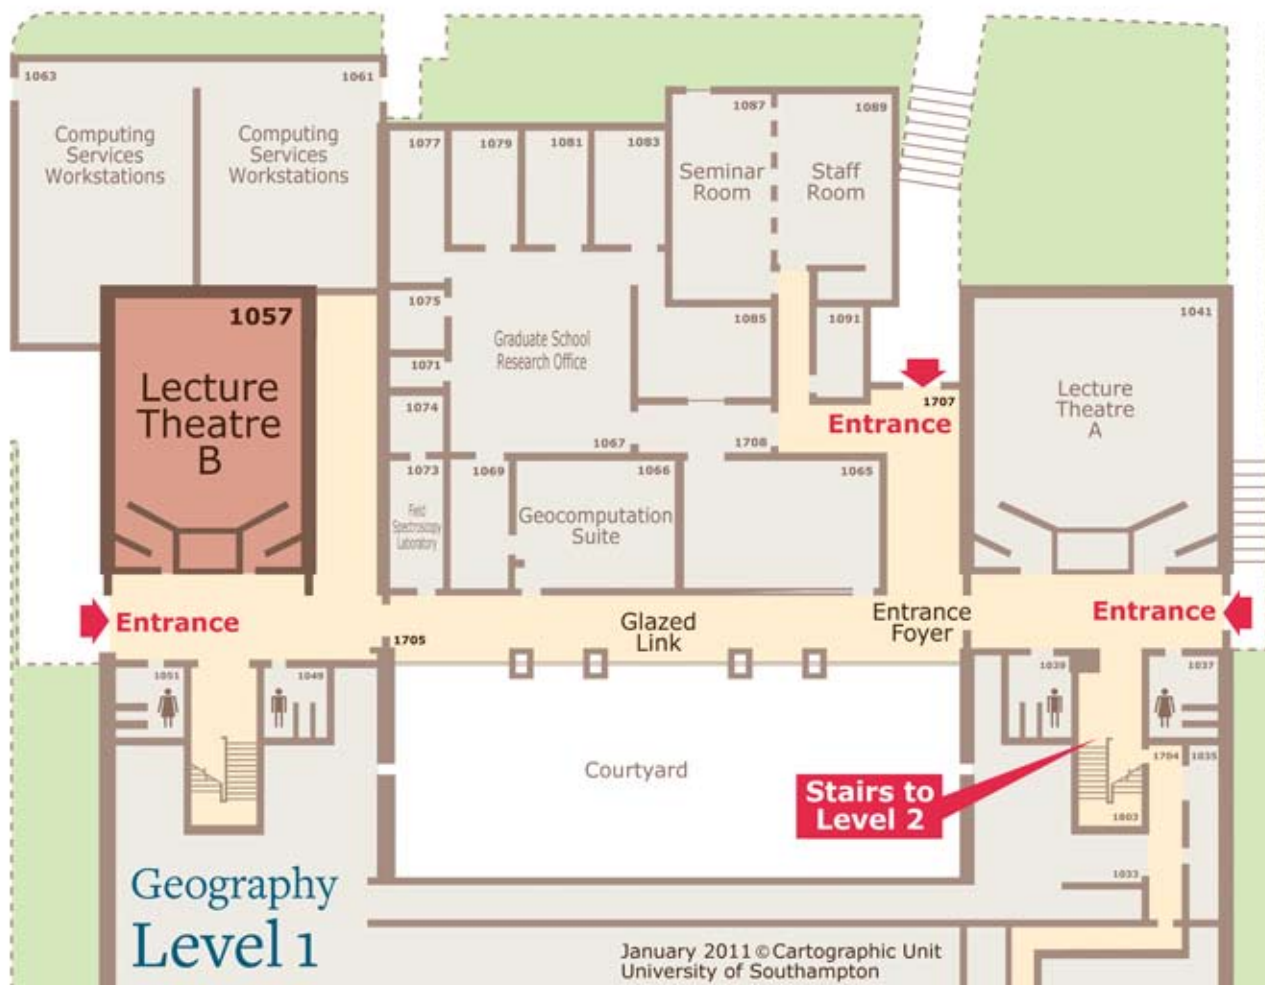 1063
1061
Computing
Services
Workstations
Computing
Services
Workstations
1077
1079
1081
1083
1087
1089
Seminar
Room
Staff
Room
1057
Lecture
Theatre
B
1075
1071
1074
1073
Field
Spectroscopy
Laboratory
Graduate School
Research Office
1085
1091
1067
1708
1069
1066
Geocomputation
Suite
1065
1707
Entrance
1041
Lecture
Theatre
A
Entrance
1705
Glazed
Link
Entrance
Foyer
Entrance
1051
1049
1039
1037
Courtyard
Stairs to
Level 2
1704
1035
1803
1033
Geography
Level 1
January 2011 © Cartographic Unit
University of Southampton